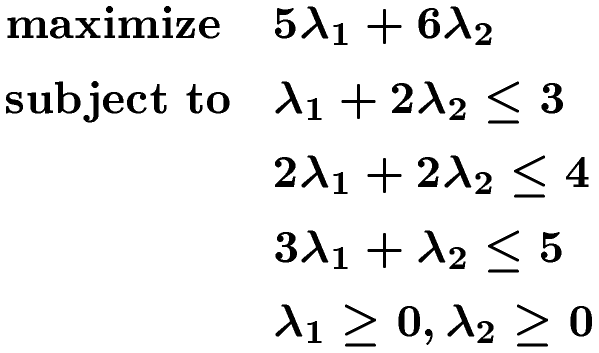 maximize 5λ₁ + 6λ₂
subject to λ₁ + 2λ₂ ≤ 3
2λ₁ + 2λ₂ ≤ 4
3λ₁ + λ₂ ≤ 5
λ₁ ≥ 0, λ₂ ≥ 0